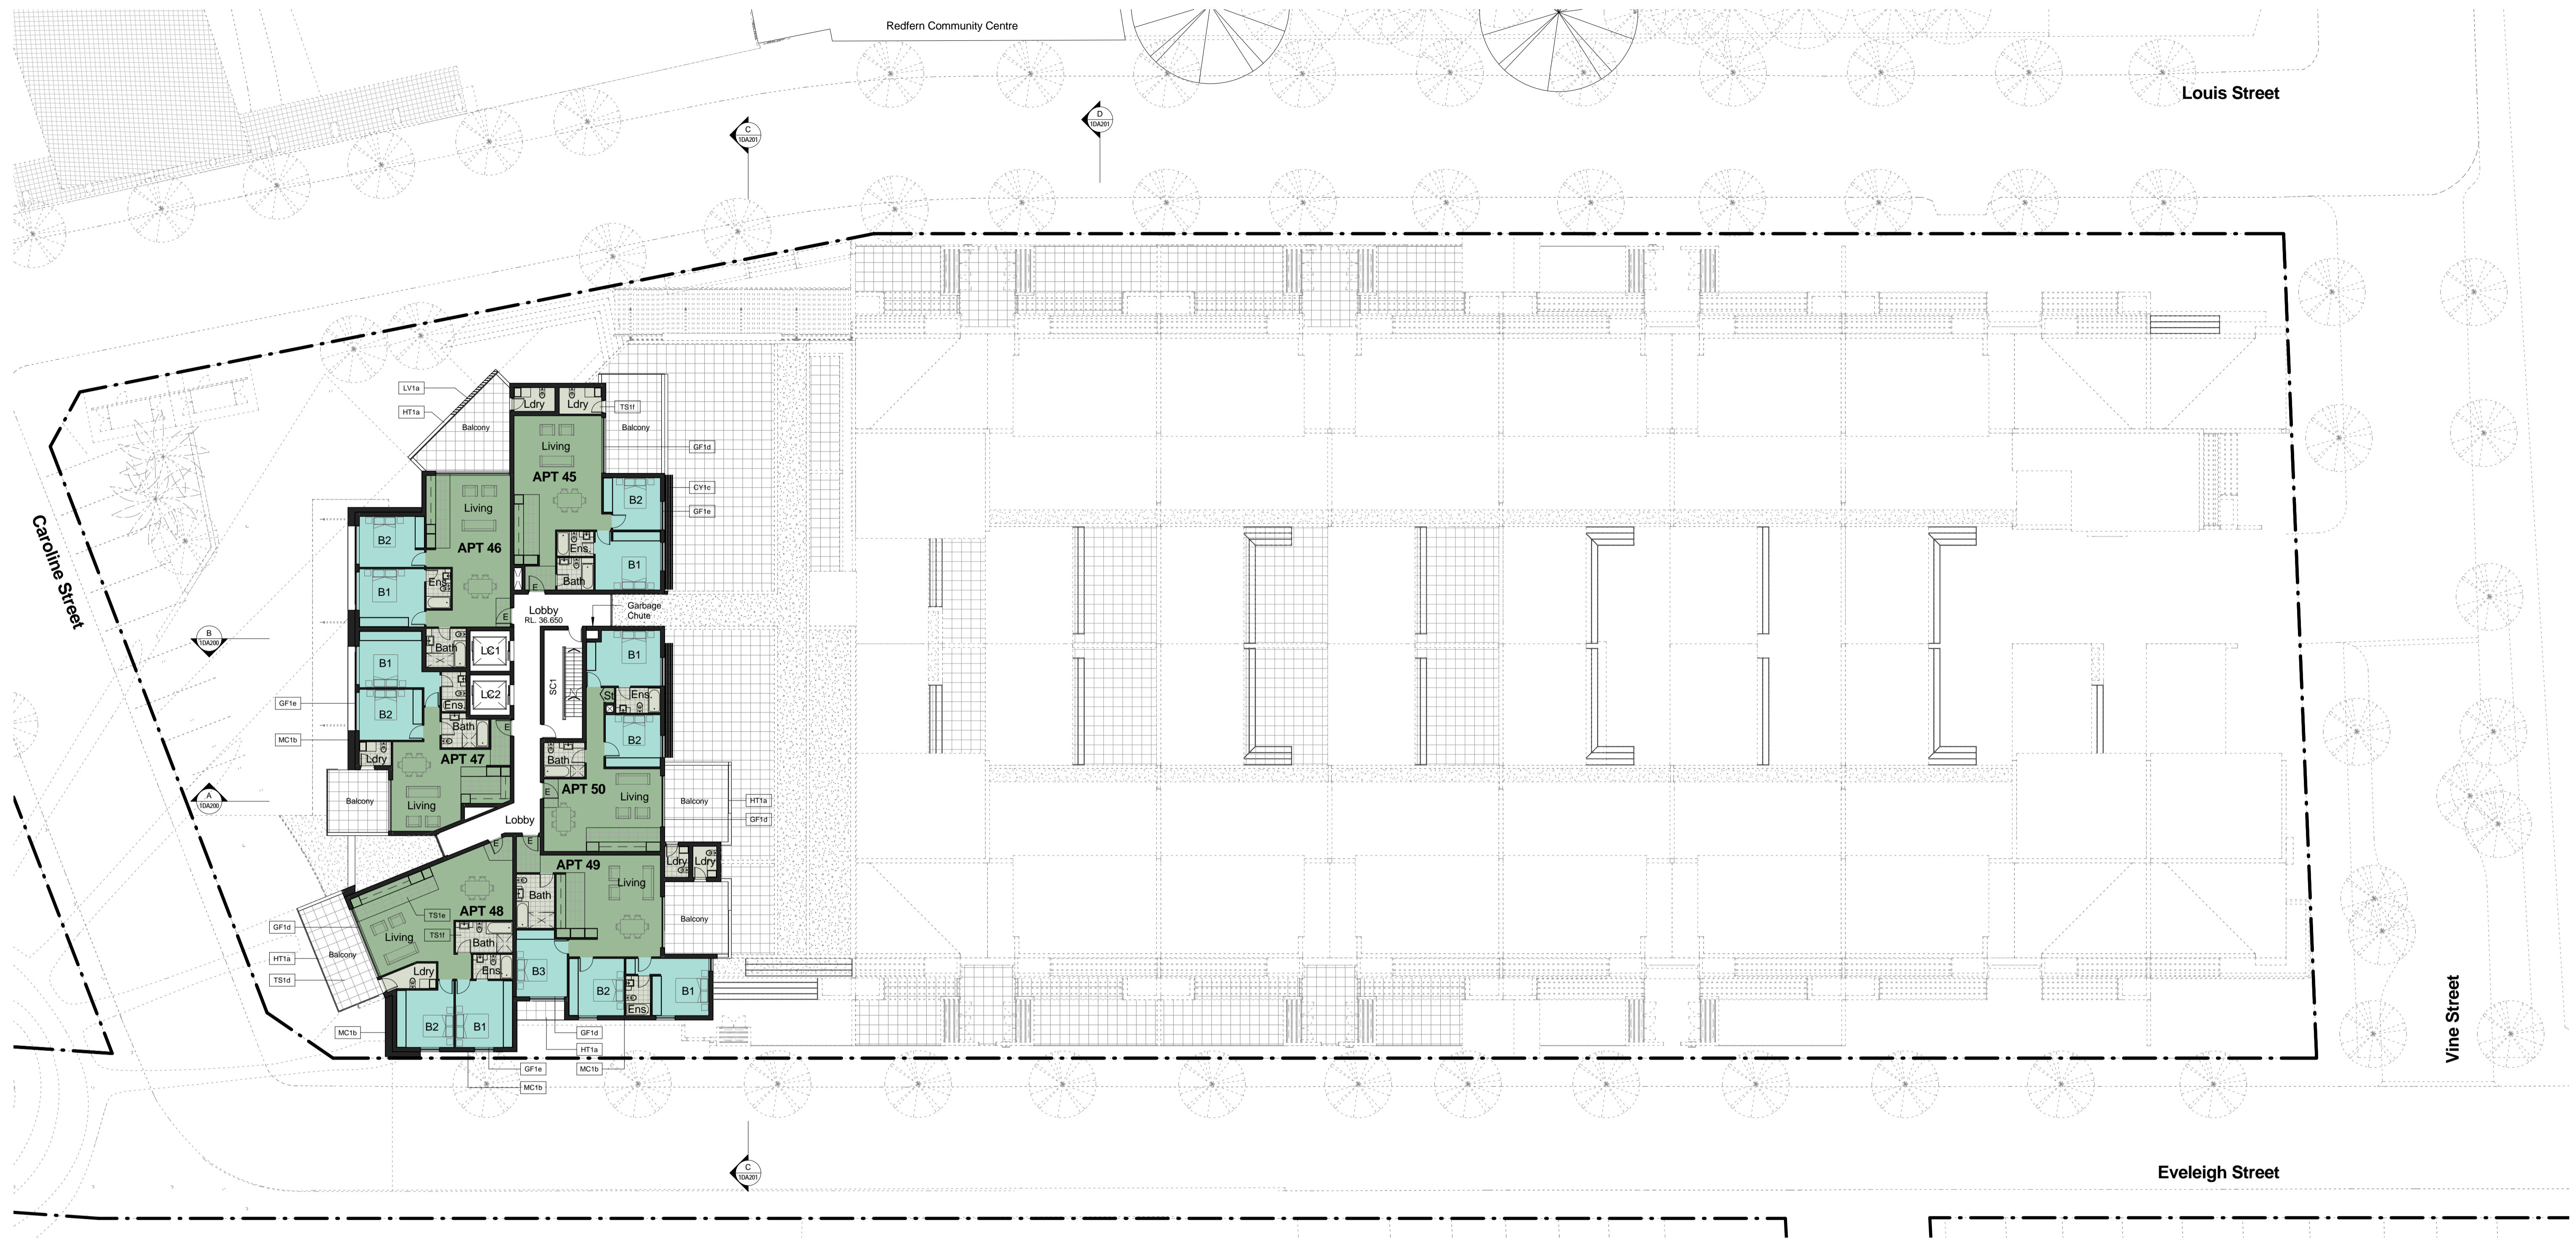 Redfern Community Centre
Louis Street
C
1DA201
D
1DA201
LV1a
HT1a
Ldry
Ldry
TS1f
Balcony
Balcony
Living
GF1d
APT 45
CY1c
B2
GF1e
Living
B2
APT 46
Ens.
B1
Bath
E
Ens.
B1
E
Caroline Street
Lobby
RL. 36.650
Garbage
Chute
B
1DA200
Bath
LC1
B1
B1
SC1
LC2
St
Ens.
GF1e
B2
Ens.
Bath
E
B2
MC1b
Ldry
APT 47
Bath
A
1DA200
Balcony
Living
E
APT 50
Living
Balcony
HT1a
GF1d
Lobby
E
E
APT 49
Ldry
Ldry
Living
Bath
TS1e
APT 48
Balcony
GF1d
Living
TS1f
Bath
HT1a
Balcony
TS1d
Ldry
Ens.
B3
B2
B1
Ens.
MC1b
B2
B1
GF1d
HT1a
GF1e
MC1b
MC1b
Vine Street
C
1DA201
Eveleigh Street